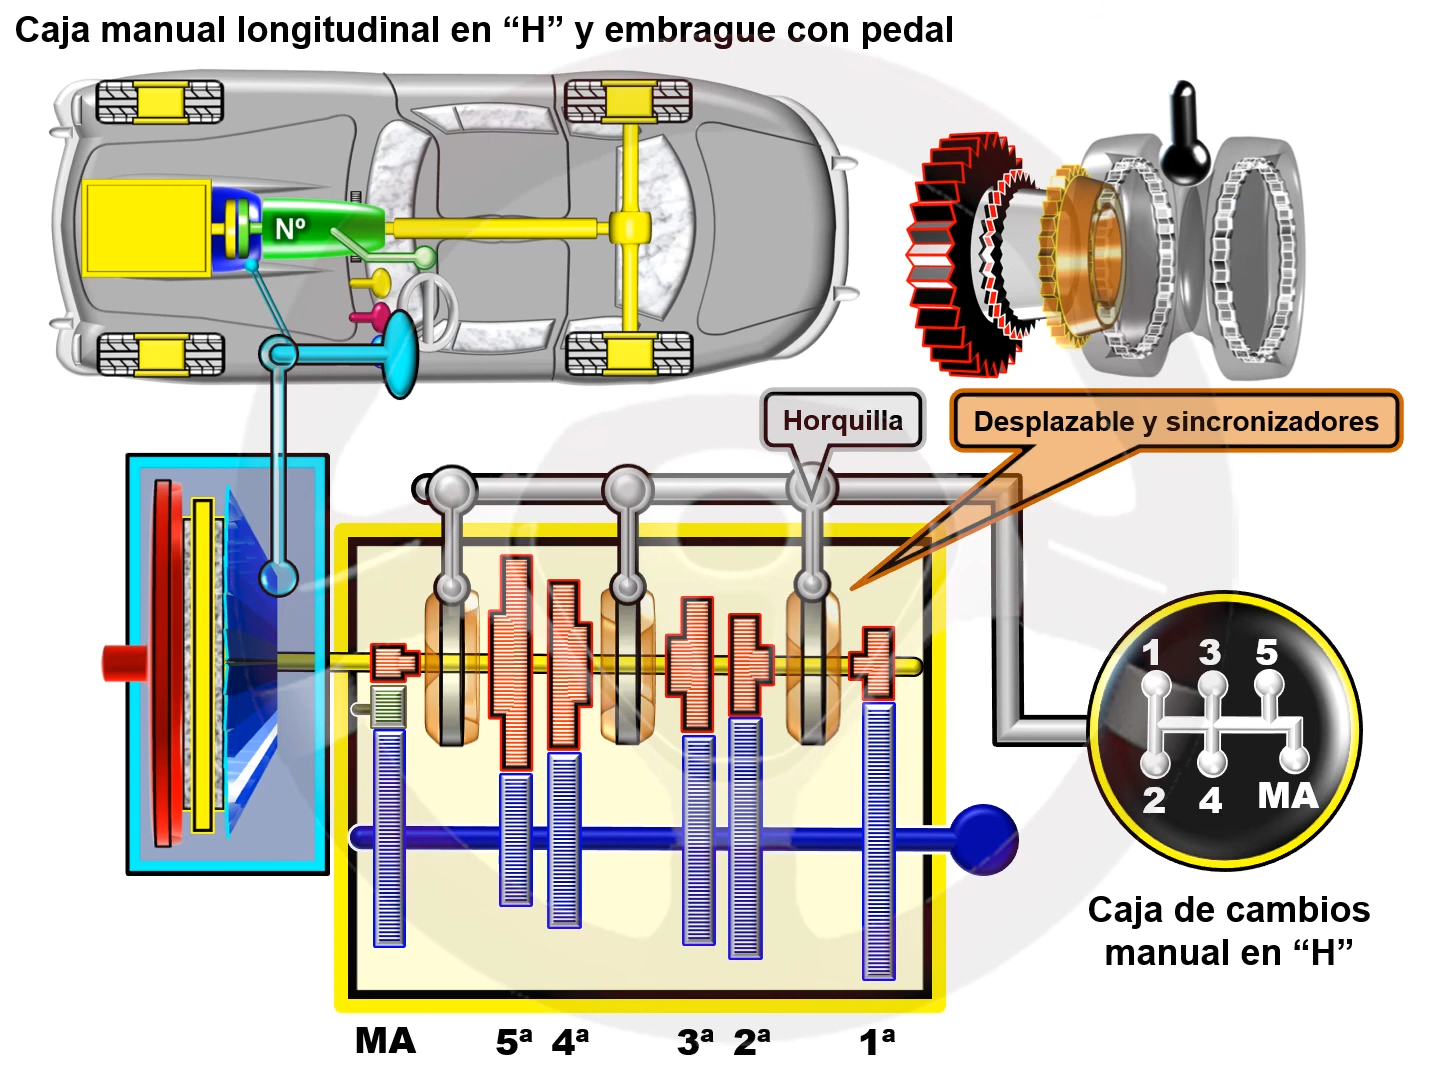 Caja manual longitudinal en “H” y embrague con pedal
Nº
Horquilla
Desplazable y sincronizadores
1 3 5
2 4 MA
Caja de cambios
manual en “H”
MA 5ª 4ª 3ª 2ª 1ª